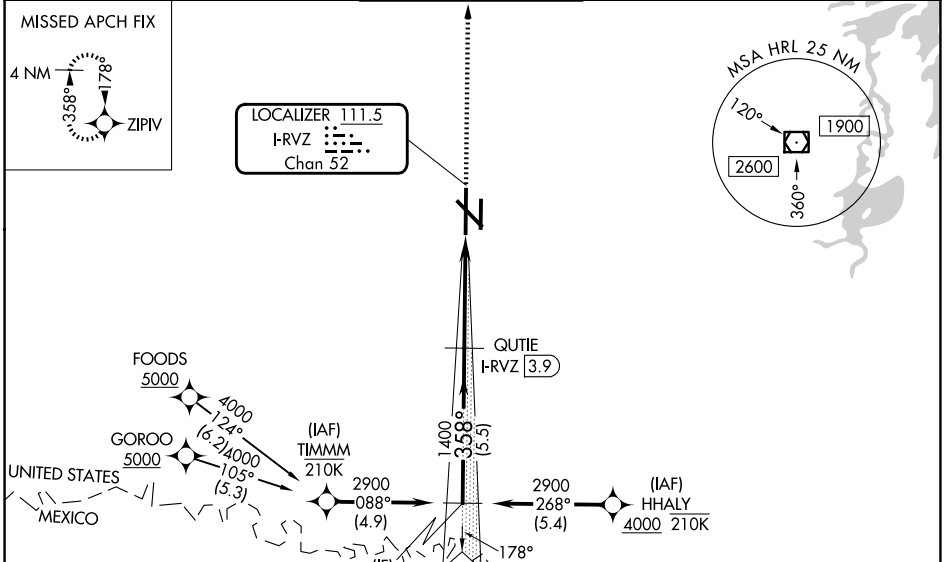 MISSED APCH FIX
4 NM
358°
178°
ZIPIV
LOCALIZER 111.5
I-RVZ
Chan 52
MSA HRL 25 NM
120°
1900
2600
360°
QUTIE
I-RVZ 3.9
1400
358°
(5.5)
FOODS
5000
4000
124°
(6.2)
GOROO
5000
4000
105°
(5.3)
(IAF)
TIMMM
210K
UNITED STATES
MEXICO
2900
088°
(4.9)
2900
268°
(5.4)
(IAF)
HHALY
4000 210K
178°